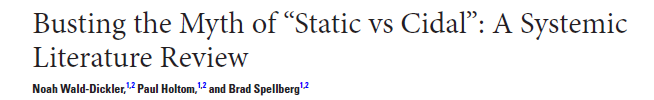 Busting the Myth of “Static vs Cidal”: A Systemic
Literature Review
Noah Wald-Dickler,1,2 Paul Holtom,1,2 and Brad Spellberg1,2